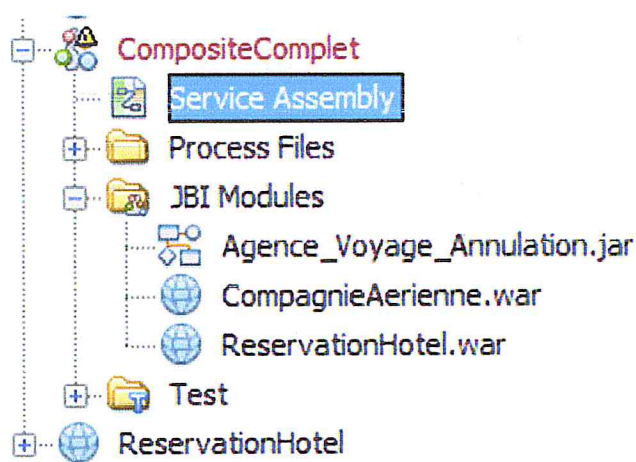 CompositeComplet
Service Assembly
Process Files
JBI Modules
Agence_Voyage_Annulation.jar
CompagnieAerienne.war
ReservationHotel.war
Test
ReservationHotel